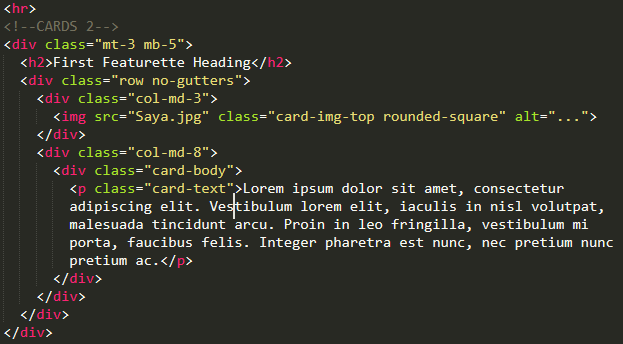 <hr>
<!--CARDS 2-->
<div class="mt-3 mb-5">
<h2>First Featurette Heading</h2>
<div class="row no-gutters">
<div class="col-md-3">
<img src="Saya.jpg" class="card-img-top rounded-square" alt="...">
</div>
<div class="col-md-8">
<div class="card-body">
<p class="card-text">Lorem ipsum dolor sit amet, consectetur
adipiscing elit. Vestibulum lorem elit, iaculis in nisl volutpat,
malesuada tincidunt arcu. Proin in leo fringilla, vestibulum mi
porta, faucibus felis. Integer pharetra est nunc, nec pretium nunc
pretium ac.</p>
</div>
</div>
</div>
</div>